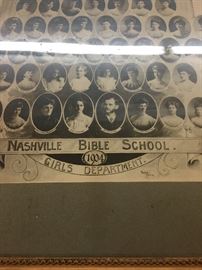 NASHVILLE BIBLE SCHOOL.
1904
GIRLS DEPARTMENT.